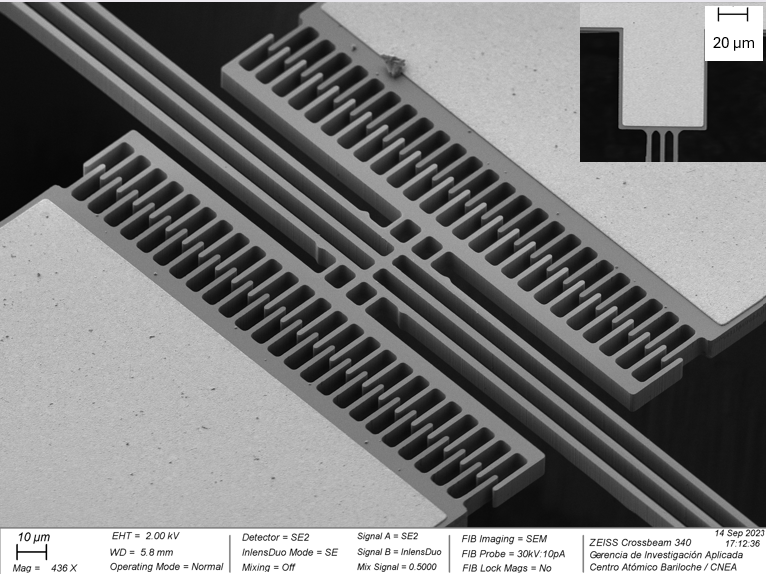 20 µm
10 µm
Mag = 436 X
EHT = 2.00 kV
WD = 5.8 mm
Operating Mode = Normal
Detector = SE2
InlensDuo Mode = SE
Mixing = Off
Signal A = SE2
Signal B = InlensDuo
Mix Signal = 0.5000
FIB Imaging = SEM
FIB Probe = 30kV:10pA
FIB Lock Mags = No
14 Sep 2023
17:12:36
ZEISS Crossbeam 340
Gerencia de Investigación Aplicada
Centro Atómico Bariloche / CNEA